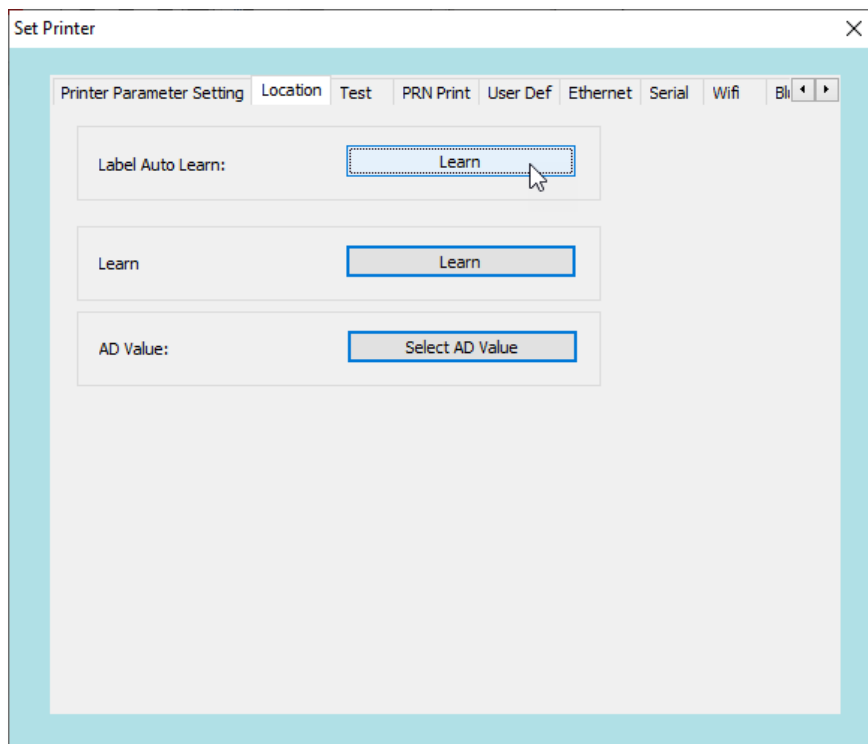 Set Printer
Printer Parameter Setting Location Test PRN Print User Def Ethernet Serial Wifi
Label Auto Learn: Learn
Learn Learn
AD Value: Select AD Value